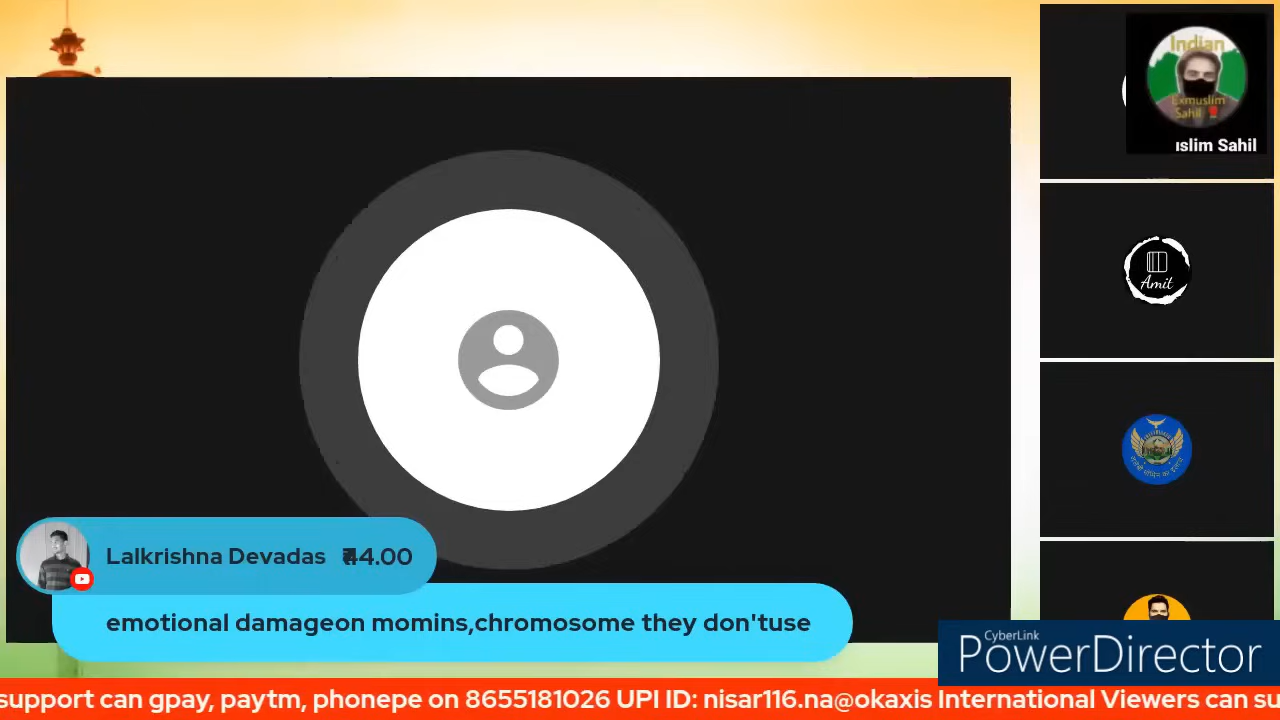 Indian
Exmuslim
Sahil
ıslim Sahil
Amit
Lalkrishna Devadas ₹44.00
emotional damageon momins,chromosome they don'tuse
CyberLink
PowerDirector
support can gpay, paytm, phonepe on 8655181026 UPI ID: nisar116.na@okaxis International Viewers can su